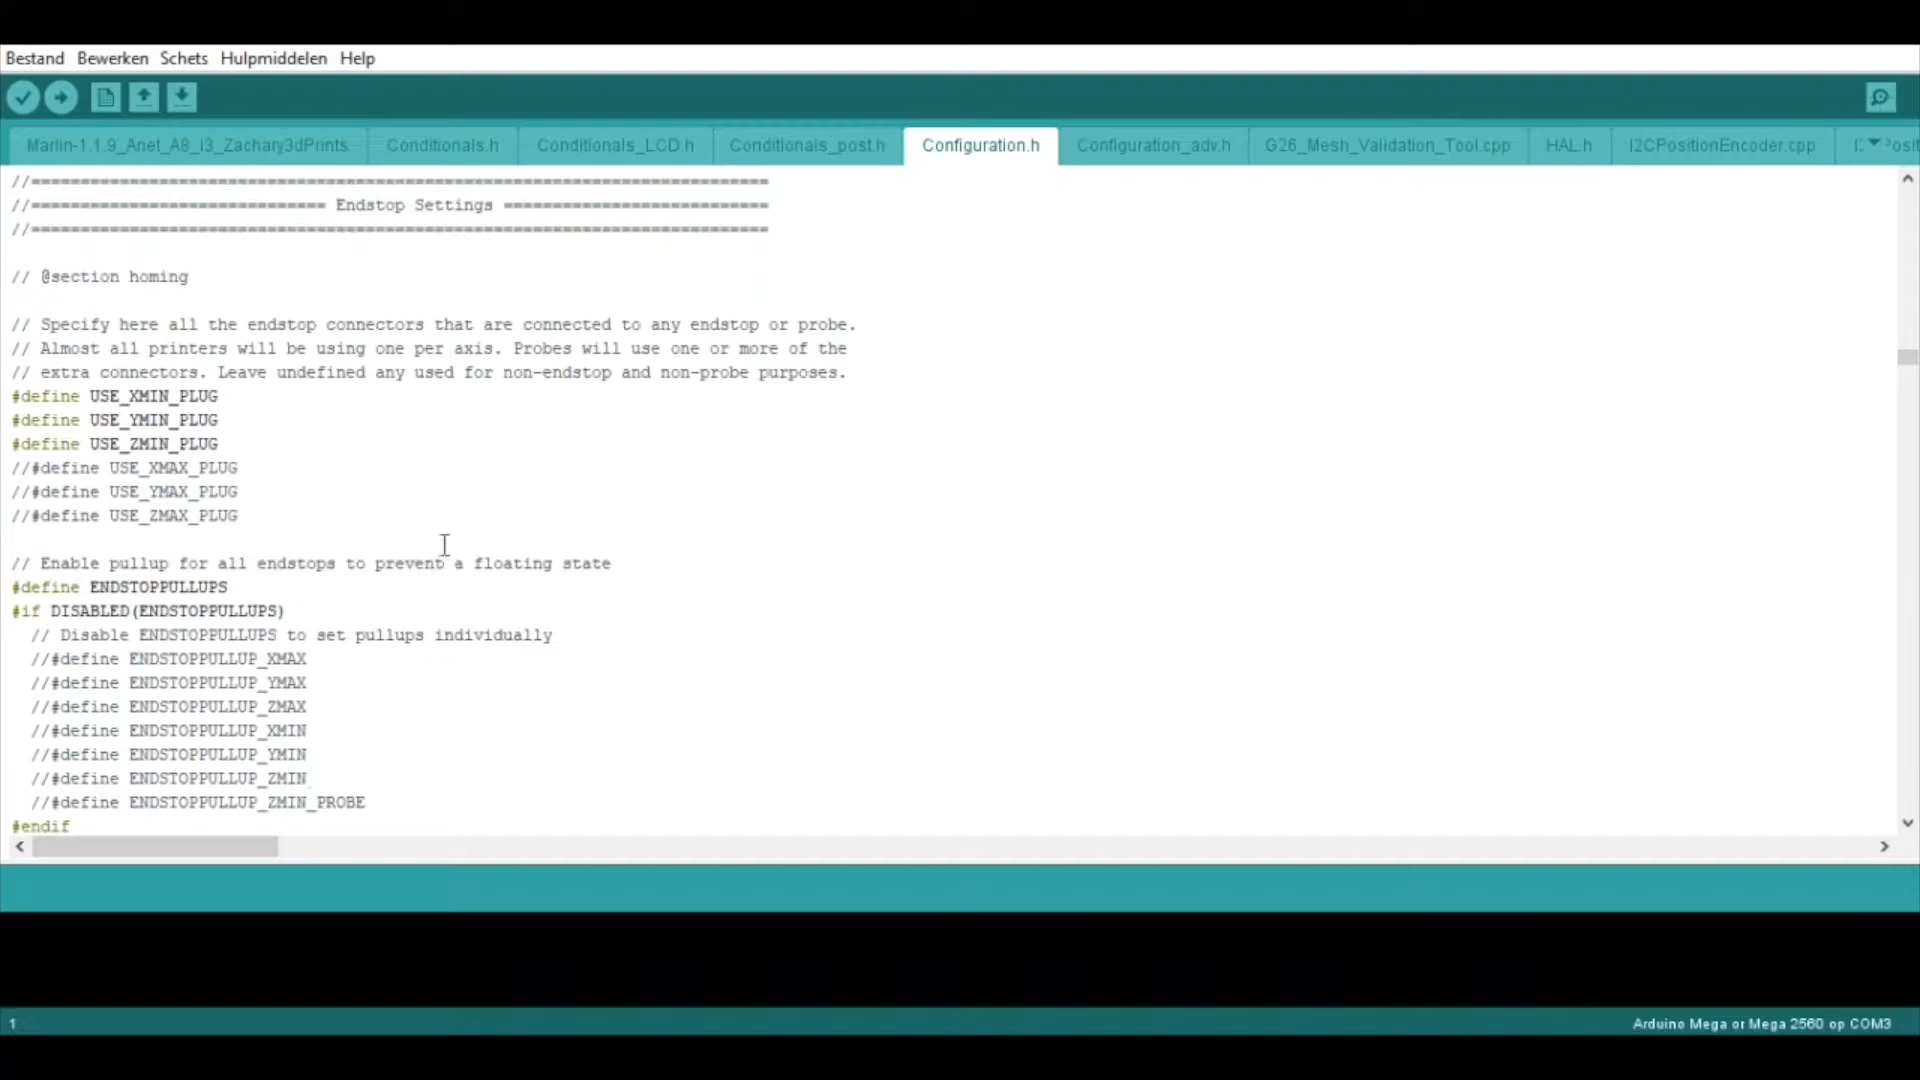 Bestand Bewerken Schets Hulpmiddelen Help
Marlin-1.1.9_Anet_A8_i3_Zachary3dPrints Conditionals.h Conditionals_LCD.h Conditionals_post.h Configuration.h Configuration_adv.h G26_Mesh_Validation_Tool.cpp HAL.h I2CPositionEncoder.cpp
//===========================================================================
//============================== Endstop Settings ===========================
//===========================================================================
// @section homing
// Specify here all the endstop connectors that are connected to any endstop or probe.
// Almost all printers will be using one per axis. Probes will use one or more of the
// extra connectors. Leave undefined any used for non-endstop and non-probe purposes.
#define USE_XMIN_PLUG
#define USE_YMIN_PLUG
#define USE_ZMIN_PLUG
//#define USE_XMAX_PLUG
//#define USE_YMAX_PLUG
//#define USE_ZMAX_PLUG
// Enable pullup for all endstops to prevent a floating state
#define ENDSTOPPULLUPS
#if DISABLED(ENDSTOPPULLUPS)
// Disable ENDSTOPPULLUPS to set pullups individually
//#define ENDSTOPPULLUP_XMAX
//#define ENDSTOPPULLUP_YMAX
//#define ENDSTOPPULLUP_ZMAX
//#define ENDSTOPPULLUP_XMIN
//#define ENDSTOPPULLUP_YMIN
//#define ENDSTOPPULLUP_ZMIN
//#define ENDSTOPPULLUP_ZMIN_PROBE
#endif
1 Arduino Mega or Mega 2560 op COM3